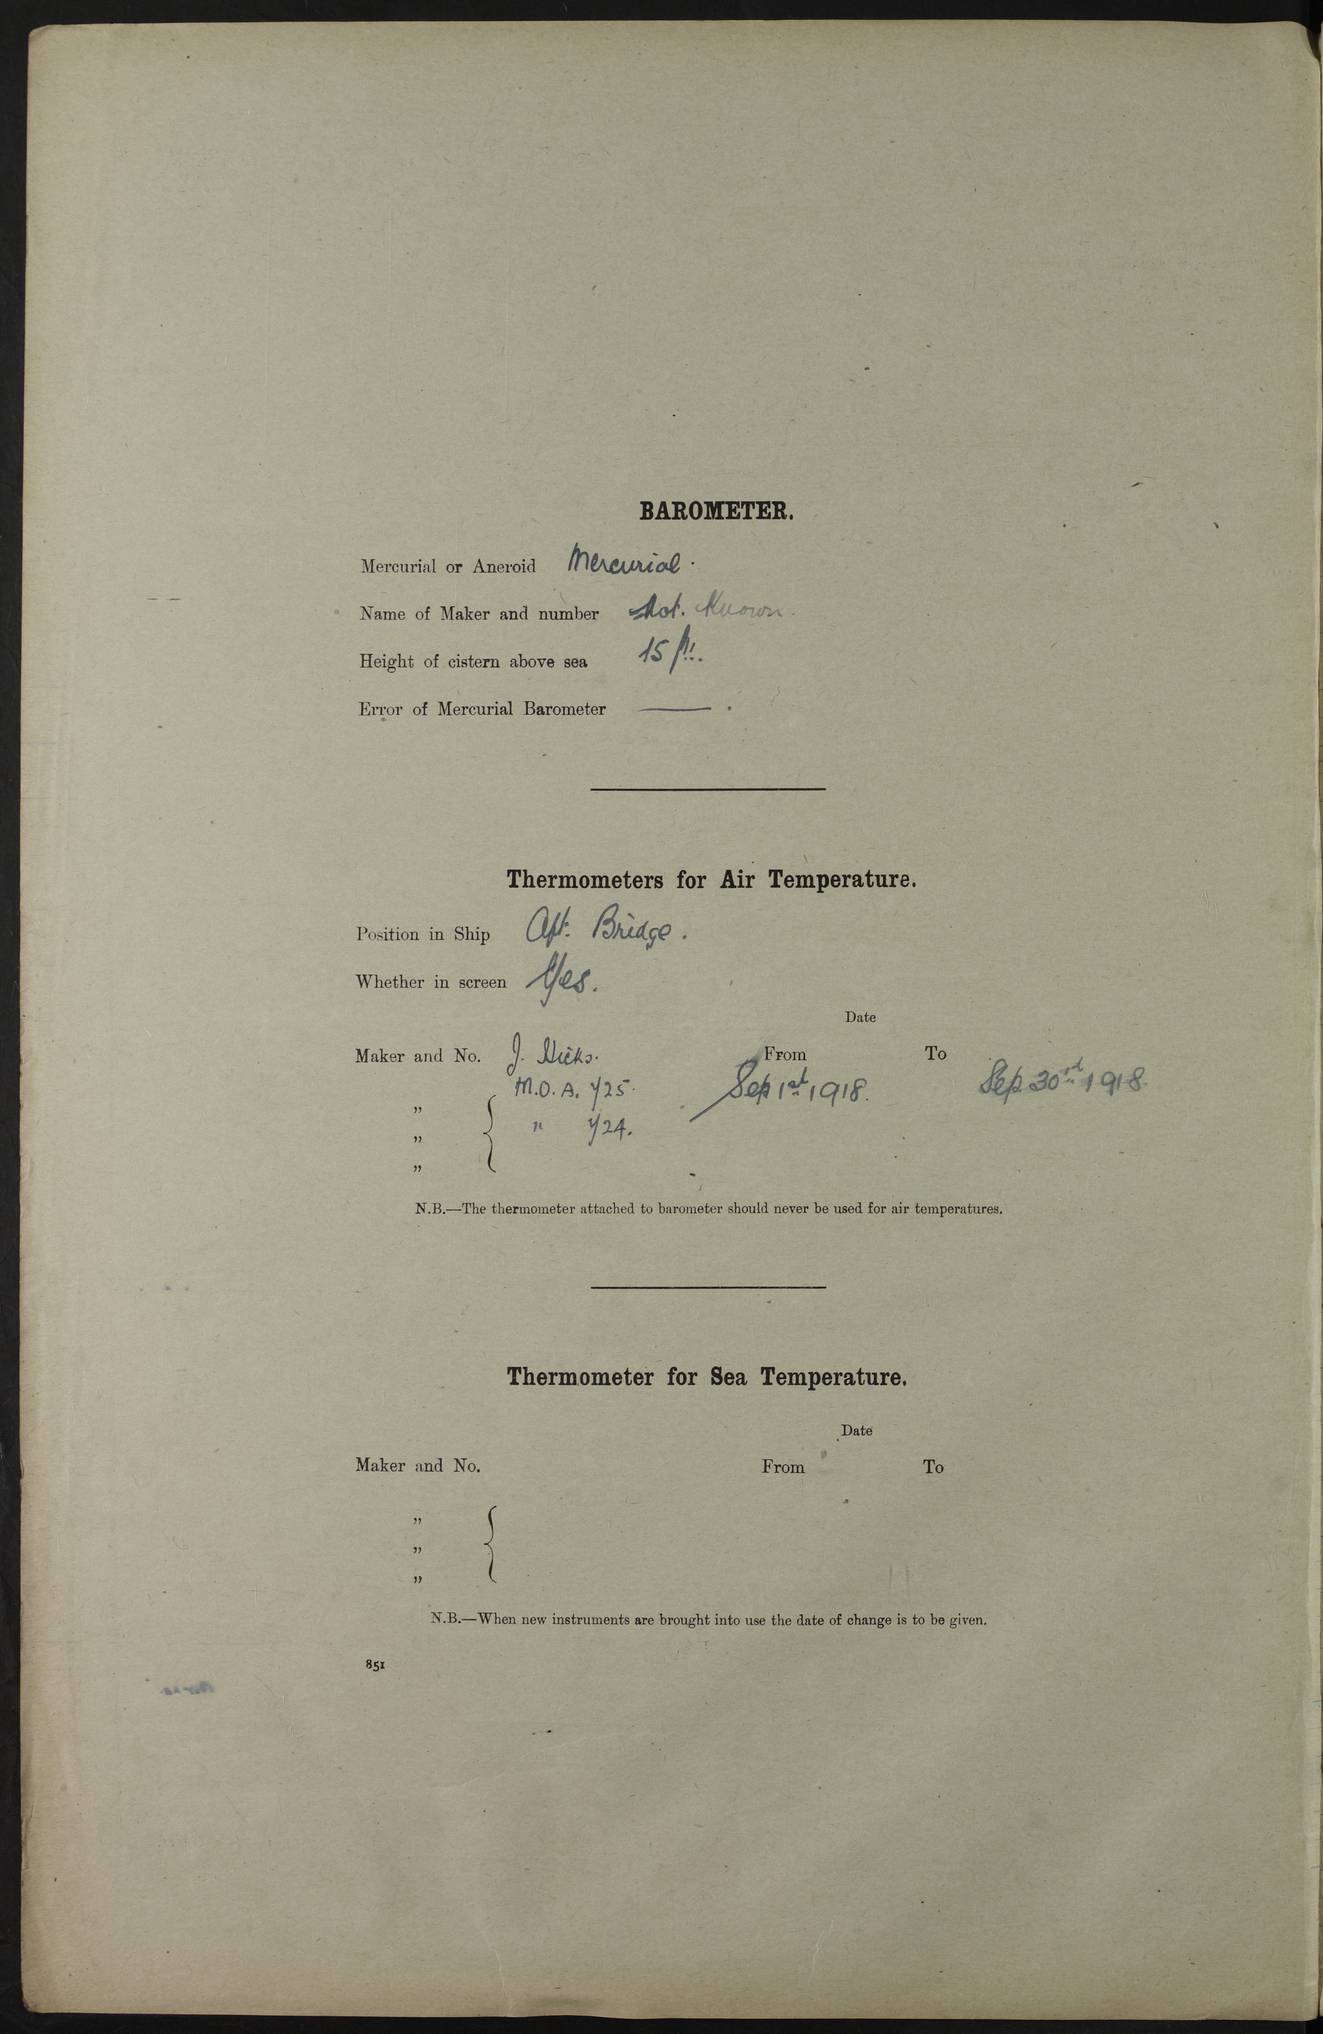 BAROMETER.
Mercurial or Aneroid Mercurial.
Name of Maker and number Not. Known.
Height of cistern above sea 15 ft.
Error of Mercurial Barometer — .
Thermometers for Air Temperature.
Position in Ship Aft. Bridge.
Whether in screen Yes.
Date
Maker and No. J. Hicks. From To
M.O.A. 725. Sep 1st 1918. Sep 30th 1918.
"
" " 724.
"
N.B.—The thermometer attached to barometer should never be used for air temperatures.
Thermometer for Sea Temperature.
Date
Maker and No. From To
"
"
"
N.B.—When new instruments are brought into use the date of change is to be given.
851